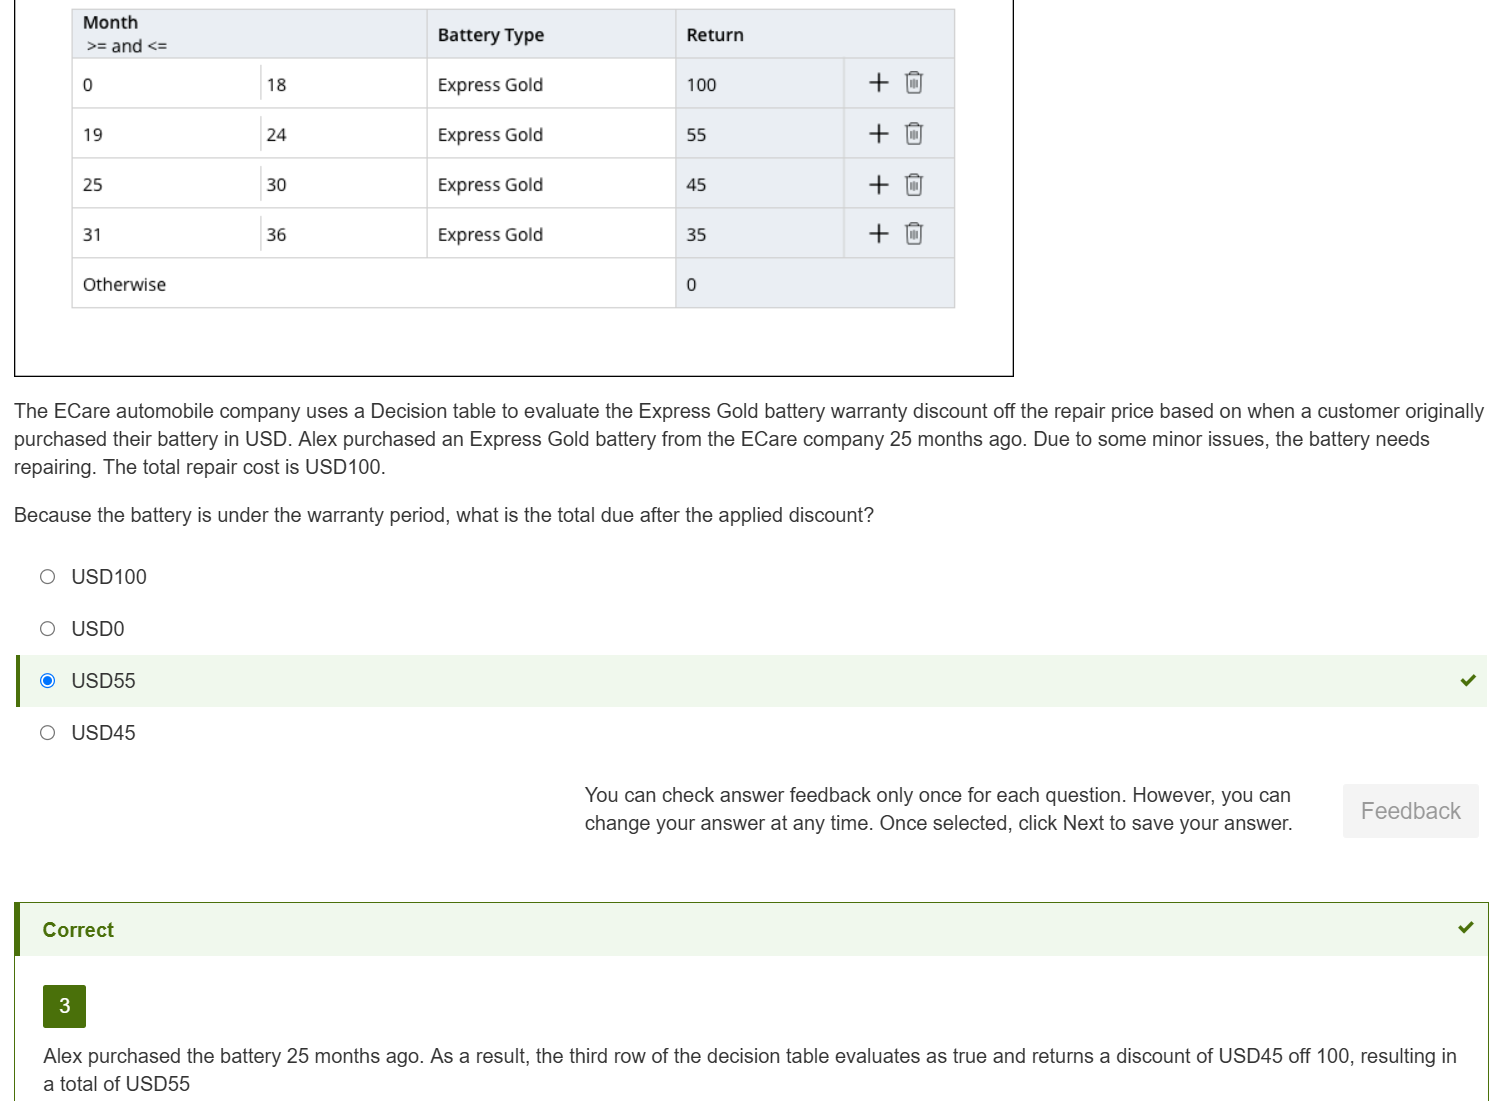 Month
>= and <=
Battery Type
Return
0 18 Express Gold 100
19 24 Express Gold 55
25 30 Express Gold 45
31 36 Express Gold 35
Otherwise 0
The ECare automobile company uses a Decision table to evaluate the Express Gold battery warranty discount off the repair price based on when a customer originally
purchased their battery in USD. Alex purchased an Express Gold battery from the ECare company 25 months ago. Due to some minor issues, the battery needs
repairing. The total repair cost is USD100.
Because the battery is under the warranty period, what is the total due after the applied discount?
USD100
USD0
USD55
USD45
You can check answer feedback only once for each question. However, you can
change your answer at any time. Once selected, click Next to save your answer.
Feedback
Correct
3
Alex purchased the battery 25 months ago. As a result, the third row of the decision table evaluates as true and returns a discount of USD45 off 100, resulting in
a total of USD55